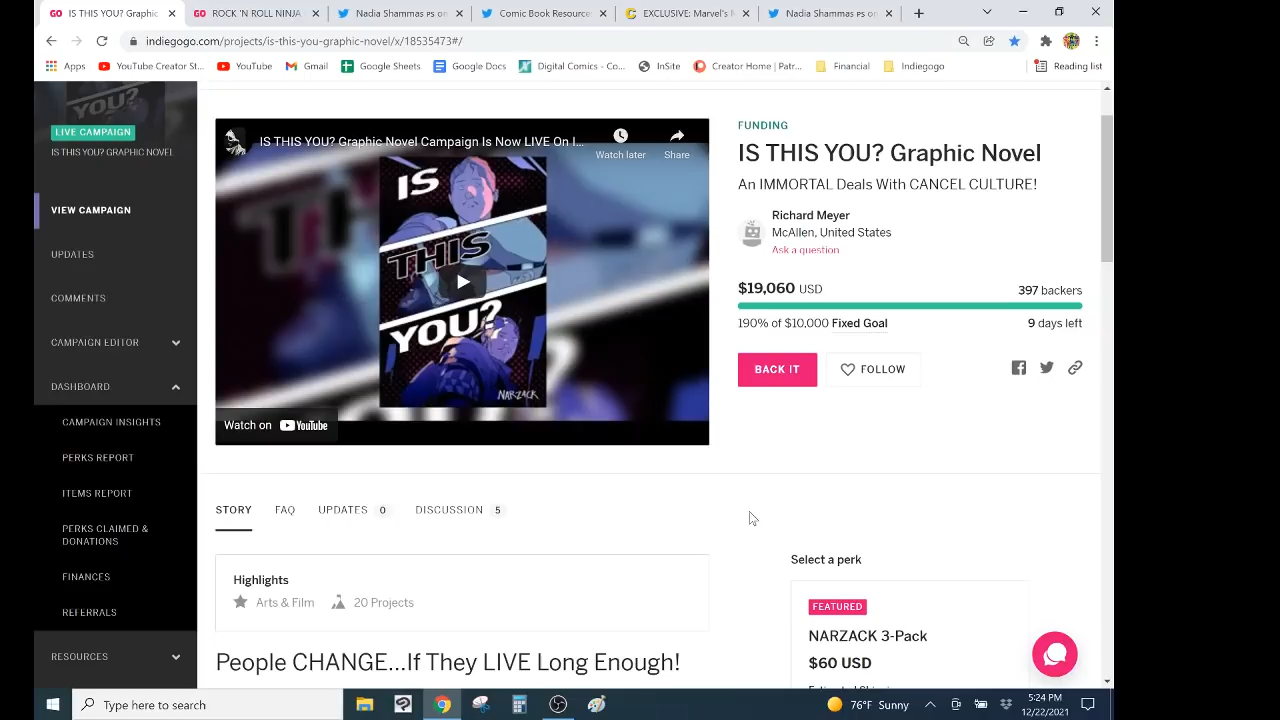 IS THIS YOU? Graphic N
ROCK 'N ROLL NINJA
Nadia Shammas ps on
Comic Book Resource
EXCLUSIVE: Marvel's
Nadia Shammas ps on
indiegogo.com/projects/is-this-you-graphic-novel/x/18535473#/
Apps
YouTube Creator St...
YouTube
Gmail
Google Sheets
Google Docs
Digital Comics - Co...
InSite
Creator Home | Patr...
Financial
Indiegogo
Reading list
YOU?
LIVE CAMPAIGN
IS THIS YOU? GRAPHIC NOVEL
VIEW CAMPAIGN
UPDATES
COMMENTS
CAMPAIGN EDITOR
DASHBOARD
CAMPAIGN INSIGHTS
PERKS REPORT
ITEMS REPORT
PERKS CLAIMED &
DONATIONS
FINANCES
REFERRALS
RESOURCES
IS THIS YOU? Graphic Novel Campaign Is Now LIVE On I...
Watch later
Share
IS
THIS
YOU?
NARZACK
Watch on YouTube
FUNDING
IS THIS YOU? Graphic Novel
An IMMORTAL Deals With CANCEL CULTURE!
Richard Meyer
McAllen, United States
Ask a question
$19,060 USD
397 backers
190% of $10,000 Fixed Goal
9 days left
BACK IT
FOLLOW
STORY
FAQ
UPDATES 0
DISCUSSION 5
Highlights
Arts & Film
20 Projects
People CHANGE...If They LIVE Long Enough!
Select a perk
FEATURED
NARZACK 3-Pack
$60 USD
Type here to search
76°F Sunny
5:24 PM
12/22/2021